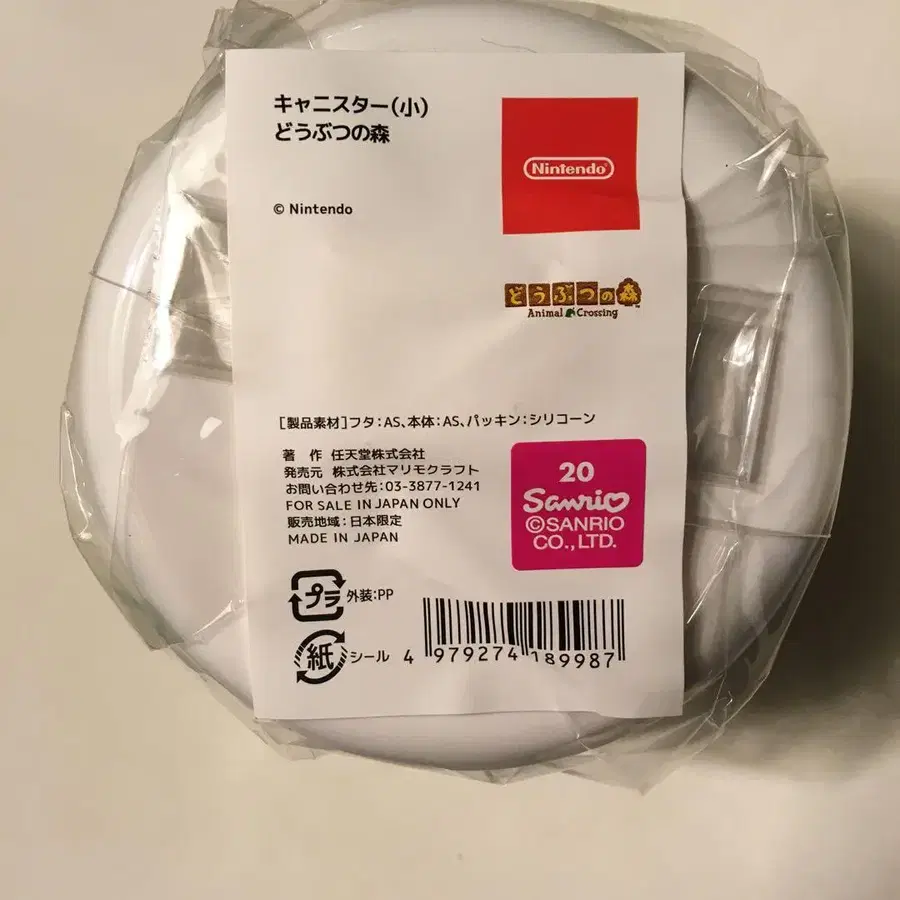 キャニスター(小)
どうぶつの森
© Nintendo
Nintendo
どうぶつの森™
Animal Crossing
[製品素材]フタ:AS、本体:AS、パッキン:シリコーン
著 作 任天堂株式会社
発売元 株式会社マリモクラフト
お問い合わせ先:03-3877-1241
FOR SALE IN JAPAN ONLY
販売地域:日本限定
MADE IN JAPAN
20
Sanrio
©SANRIO
CO.,LTD.
プラ 外装:PP
紙 シール
4 979274 189987